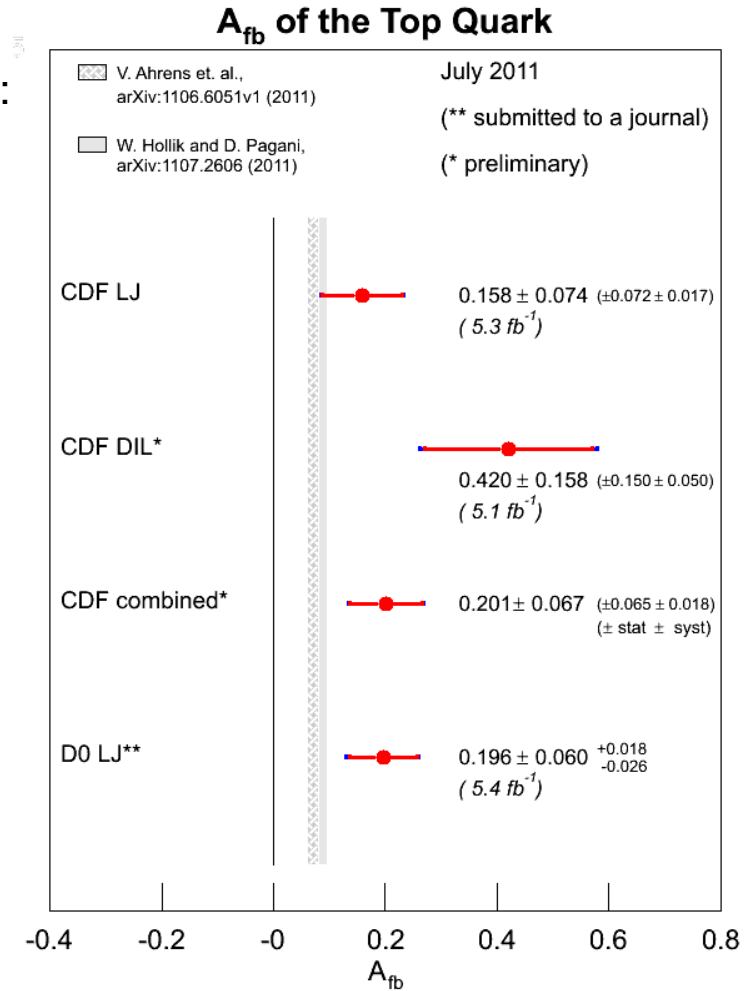 A_fb of the Top Quark
:
V. Ahrens et. al.,
arXiv:1106.6051v1 (2011)
W. Hollik and D. Pagani,
arXiv:1107.2606 (2011)
July 2011
(** submitted to a journal)
(* preliminary)
CDF LJ
0.158 ± 0.074 (±0.072 ± 0.017)
( 5.3 fb^-1)
CDF DIL*
0.420 ± 0.158 (±0.150 ± 0.050)
( 5.1 fb^-1)
CDF combined*
0.201± 0.067 (±0.065 ± 0.018)
(± stat ± syst)
D0 LJ**
0.196 ± 0.060 +0.018 -0.026
( 5.4 fb^-1)
-0.4 -0.2 -0 0.2 0.4 0.6 0.8
A_fb